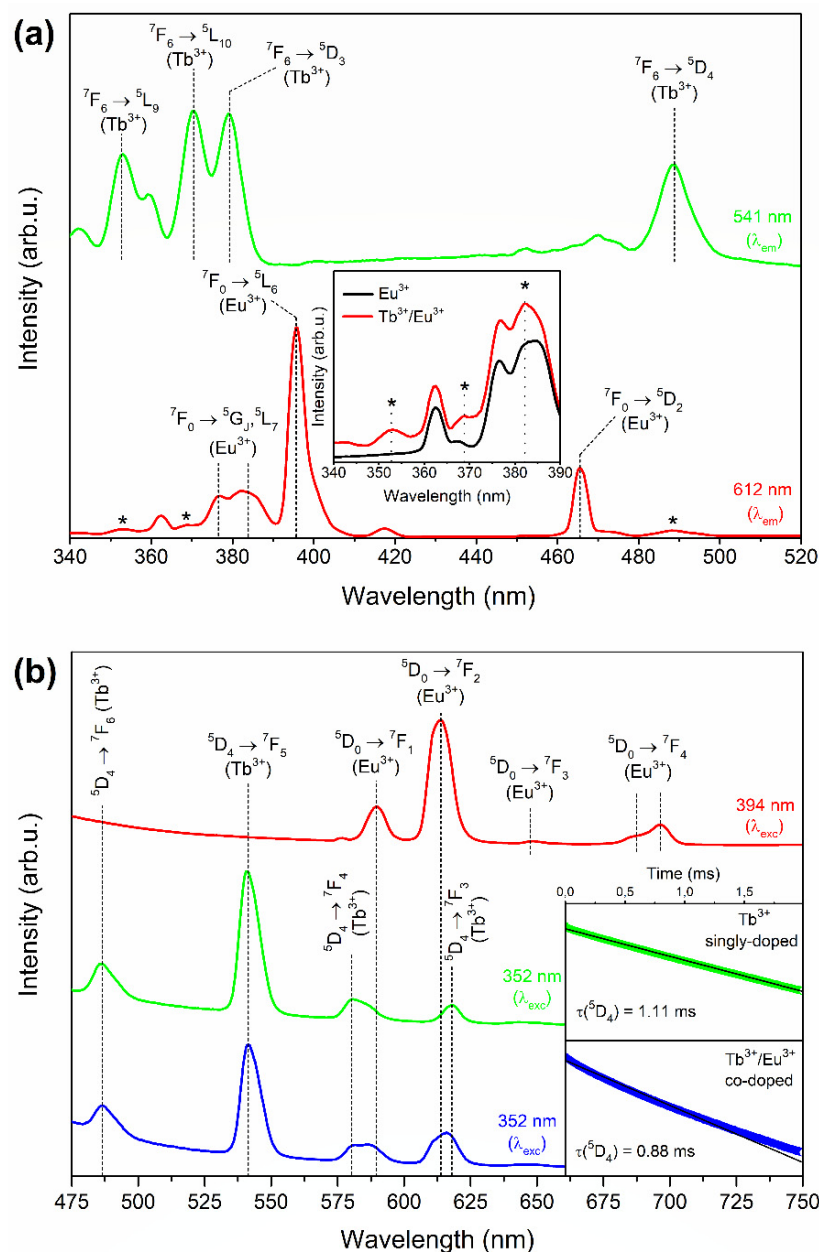 (a)
⁷F₆ → ⁵L₉
(Tb³⁺)
⁷F₆ → ⁵L₁₀
(Tb³⁺)
⁷F₆ → ⁵D₃
(Tb³⁺)
⁷F₆ → ⁵D₄
(Tb³⁺)
541 nm
(λem)
⁷F₀ → ⁵L₆
(Eu³⁺)
⁷F₀ → ⁵G_J,⁵L₇
(Eu³⁺)
⁷F₀ → ⁵D₂
(Eu³⁺)
612 nm
(λem)
* * *
Intensity (arb.u.)
340 360 380 400 420 440 460 480 500 520
Wavelength (nm)
Eu³⁺
Tb³⁺/Eu³⁺
* * *
Intensity (arb.u.)
340 350 360 370 380 390
Wavelength (nm)
(b)
⁵D₄ → ⁷F₆ (Tb³⁺)
⁵D₄ → ⁷F₅
(Tb³⁺)
⁵D₀ → ⁷F₁
(Eu³⁺)
⁵D₀ → ⁷F₂
(Eu³⁺)
⁵D₀ → ⁷F₃
(Eu³⁺)
⁵D₀ → ⁷F₄
(Eu³⁺)
394 nm
(λexc)
⁵D₄ → ⁷F₄
(Tb³⁺)
⁵D₄ → ⁷F₃
(Tb³⁺)
352 nm
(λexc)
352 nm
(λexc)
Time (ms)
0.0 0.6 1.2
Tb³⁺
singly-doped
τ(⁵D₄) = 1.11 ms
Tb³⁺/Eu³⁺
co-doped
τ(⁵D₄) = 0.88 ms
Intensity (arb.u.)
475 500 525 550 575 600 625 650 675 700 725 750
Wavelength (nm)